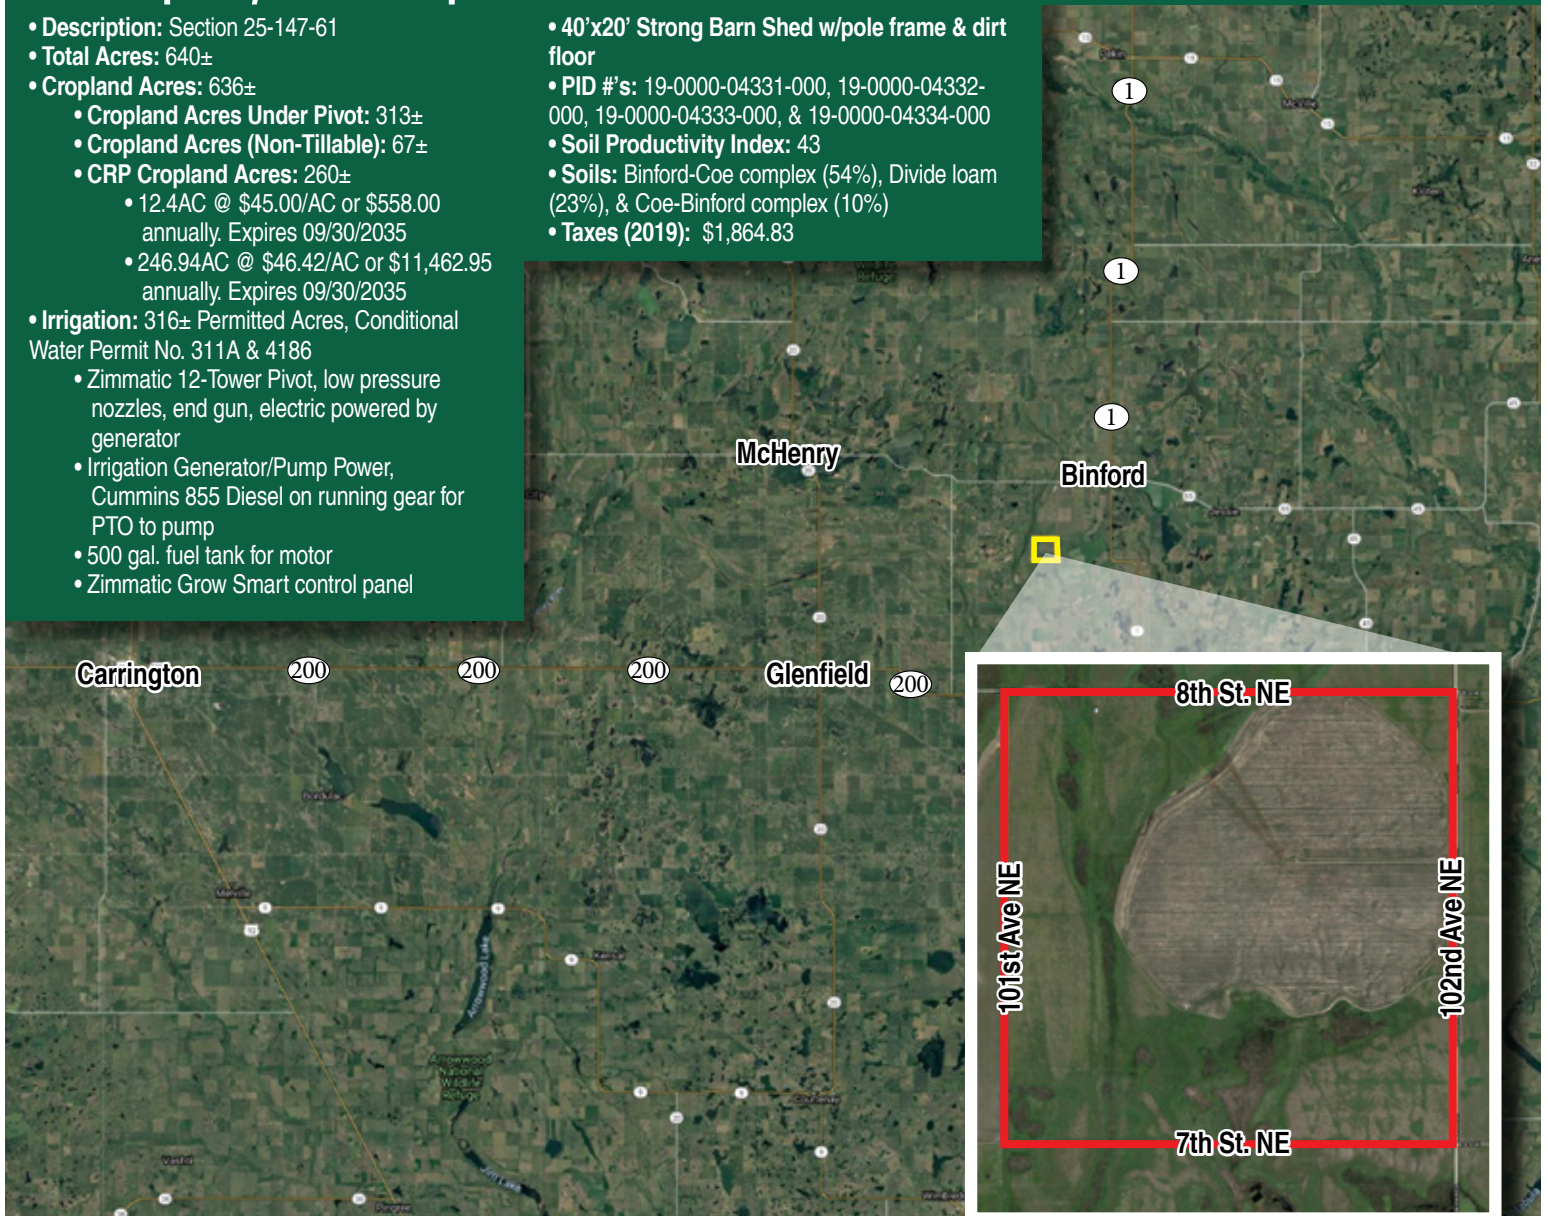 • Description: Section 25-147-61
• Total Acres: 640±
• Cropland Acres: 636±
• Cropland Acres Under Pivot: 313±
• Cropland Acres (Non-Tillable): 67±
• CRP Cropland Acres: 260±
• 12.4AC @ $45.00/AC or $558.00
annually. Expires 09/30/2035
• 246.94AC @ $46.42/AC or $11,462.95
annually. Expires 09/30/2035
• Irrigation: 316± Permitted Acres, Conditional
Water Permit No. 311A & 4186
• Zimmatic 12-Tower Pivot, low pressure
nozzles, end gun, electric powered by
generator
• Irrigation Generator/Pump Power,
Cummins 855 Diesel on running gear for
PTO to pump
• 500 gal. fuel tank for motor
• Zimmatic Grow Smart control panel
• 40’x20’ Strong Barn Shed w/pole frame & dirt
floor
• PID #’s: 19-0000-04331-000, 19-0000-04332-
000, 19-0000-04333-000, & 19-0000-04334-000
• Soil Productivity Index: 43
• Soils: Binford-Coe complex (54%), Divide loam
(23%), & Coe-Binford complex (10%)
• Taxes (2019): $1,864.83
1
1
1
McHenry
Binford
Carrington
200
200
200
Glenfield
200
Arrowwood Lake
Arrowwood
National
Wildlife
Refuge
Jim Lake
8th St. NE
101st Ave NE
102nd Ave NE
7th St. NE